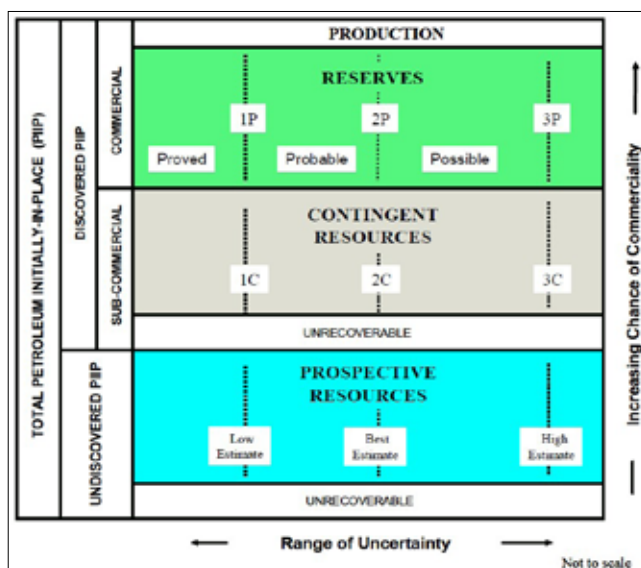 PRODUCTION
RESERVES
1P
2P
3P
Proved
Probable
Possible
CONTINGENT
RESOURCES
1C
2C
3C
UNRECOVERABLE
PROSPECTIVE
RESOURCES
Low
Estimate
Best
Estimate
High
Estimate
UNRECOVERABLE
TOTAL PETROLEUM INITIALLY-IN-PLACE (PIIP)
DISCOVERED PIIP
UNDISCOVERED PIIP
COMMERCIAL
SUB-COMMERCIAL
Increasing Chance of Commerciality
Range of Uncertainty
Not to scale